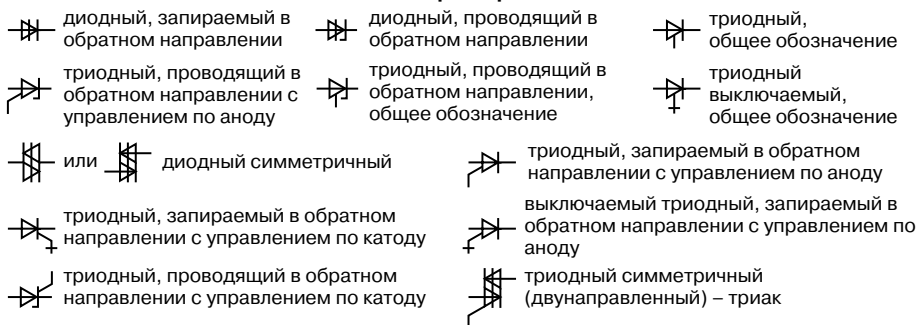 диодный, запираемый в
обратном направлении
диодный, проводящий в
обратном направлении
триодный,
общее обозначение
триодный, проводящий в
обратном направлении с
управлением по аноду
триодный, проводящий в
обратном направлении,
общее обозначение
триодный
выключаемый,
общее обозначение
или
диодный симметричный
триодный, запираемый в обратном
направлении с управлением по аноду
триодный, запираемый в обратном
направлении с управлением по катоду
выключаемый триодный, запираемый в
обратном направлении с управлением по
аноду
триодный, проводящий в обратном
направлении с управлением по катоду
триодный симметричный
(двунаправленный) – триак